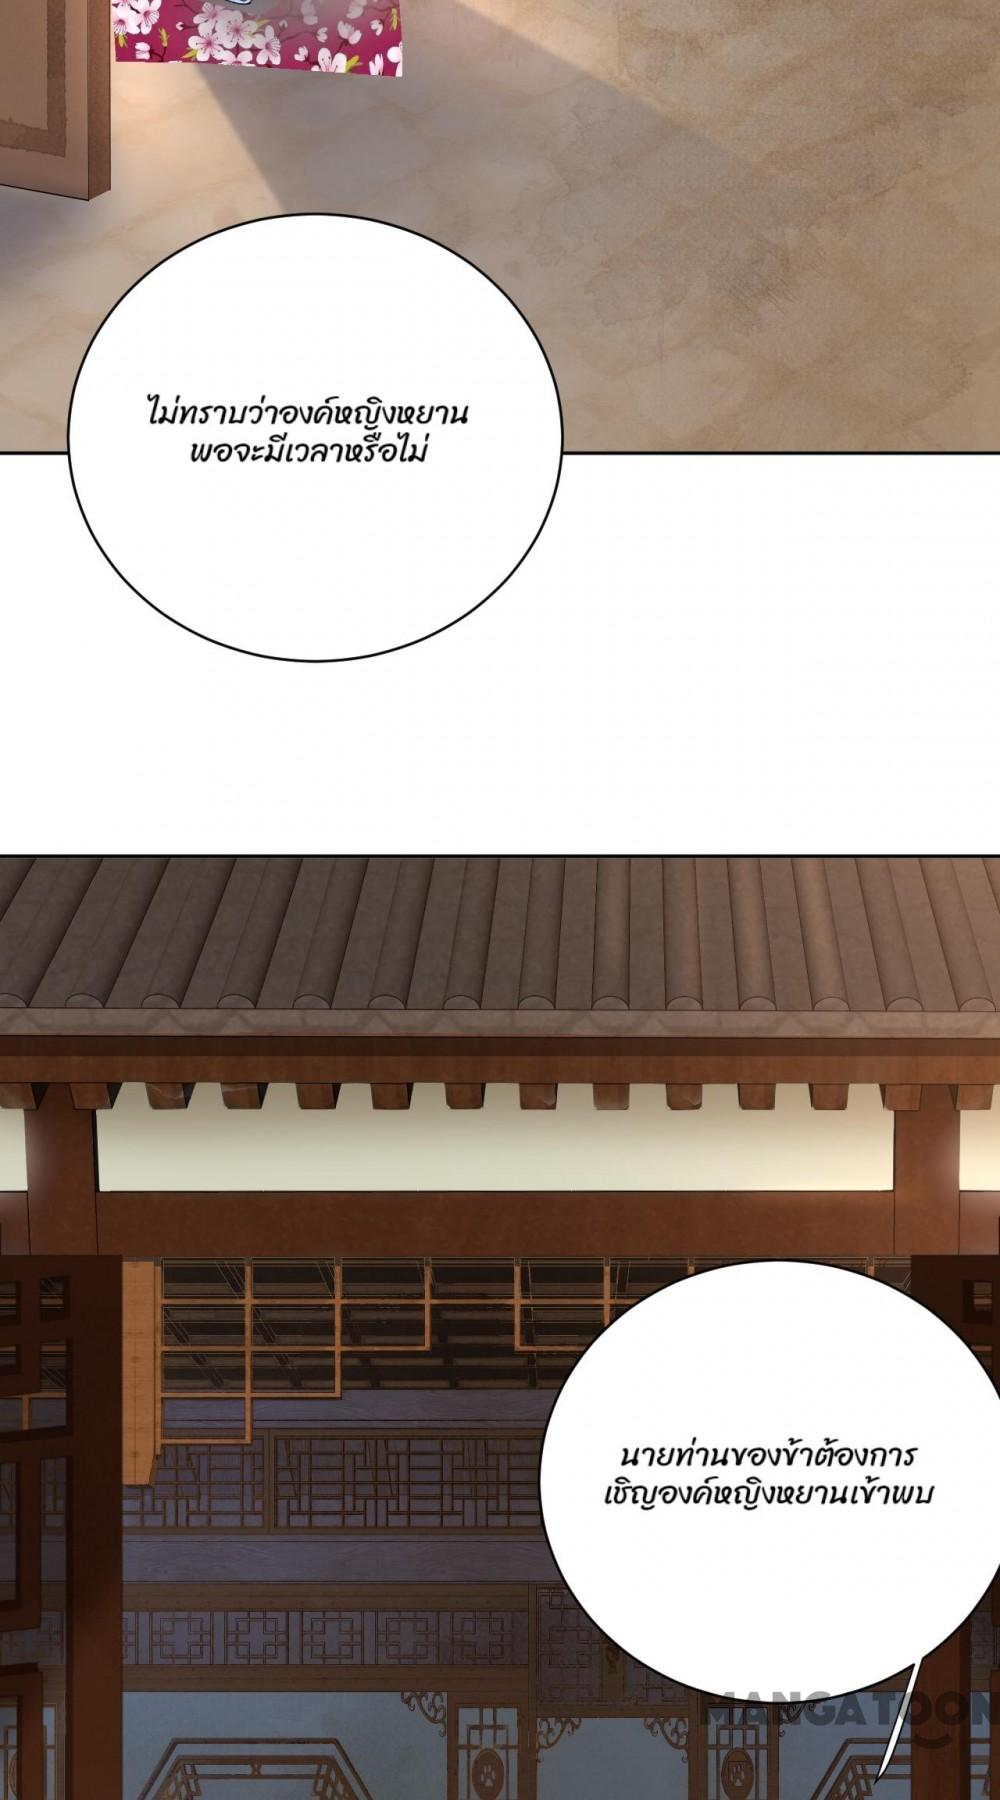 ไม่ทราบว่าองค์หญิงหยาน
พอจะมีเวลาหรือไม่
นายท่านของข้าต้องการ
เชิญองค์หญิงหยานเข้าพบ
MANGATOON